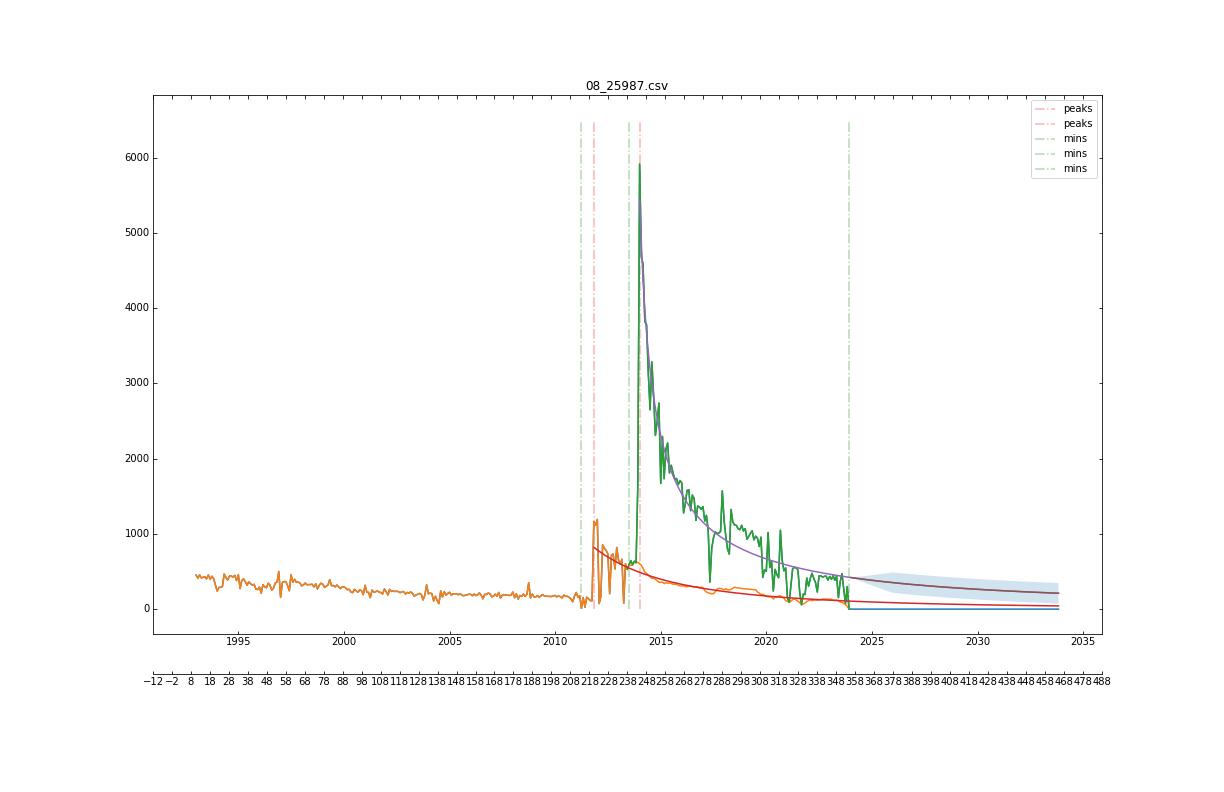 08_25987.csv
peaks
peaks
mins
mins
mins
6000
5000
4000
3000
2000
1000
0
1995 2000 2005 2010 2015 2020 2025 2030 2035
−12 −2 8 18 28 38 48 58 68 78 88 98 108 118 128 138 148 158 168 178 188 198 208 218 228 238 248 258 268 278 288 298 308 318 328 338 348 358 368 378 388 398 408 418 428 438 448 458 468 478 488